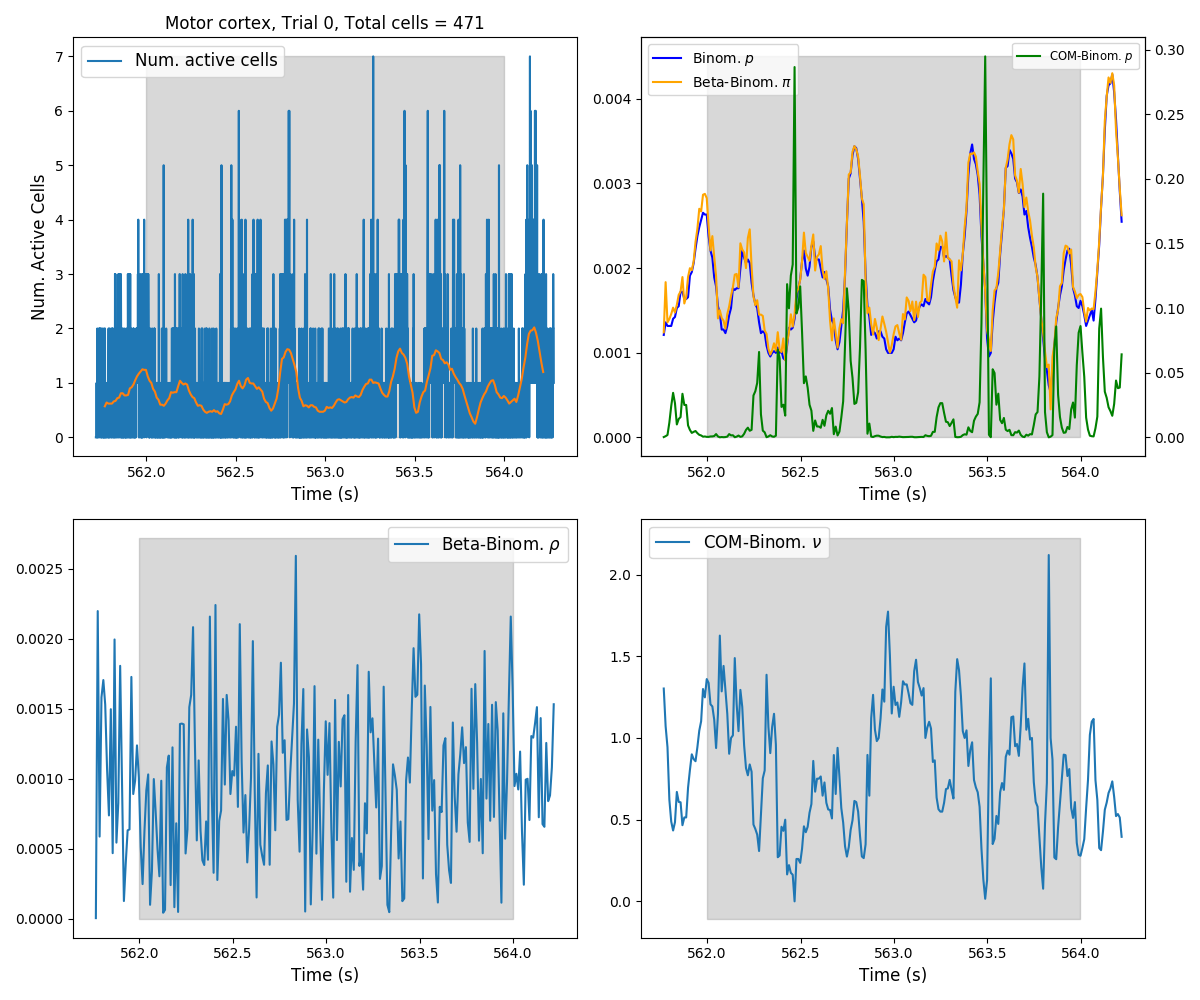 Motor cortex, Trial 0, Total cells = 471
Num. active cells
7
6
5
4
3
2
1
0
Num. Active Cells
562.0 562.5 563.0 563.5 564.0
Time (s)
Binom. p
Beta-Binom. π
COM-Binom. p
0.004
0.003
0.002
0.001
0.000
0.30
0.25
0.20
0.15
0.10
0.05
0.00
562.0 562.5 563.0 563.5 564.0
Time (s)
Beta-Binom. ρ
0.0025
0.0020
0.0015
0.0010
0.0005
0.0000
562.0 562.5 563.0 563.5 564.0
Time (s)
COM-Binom. ν
2.0
1.5
1.0
0.5
0.0
562.0 562.5 563.0 563.5 564.0
Time (s)